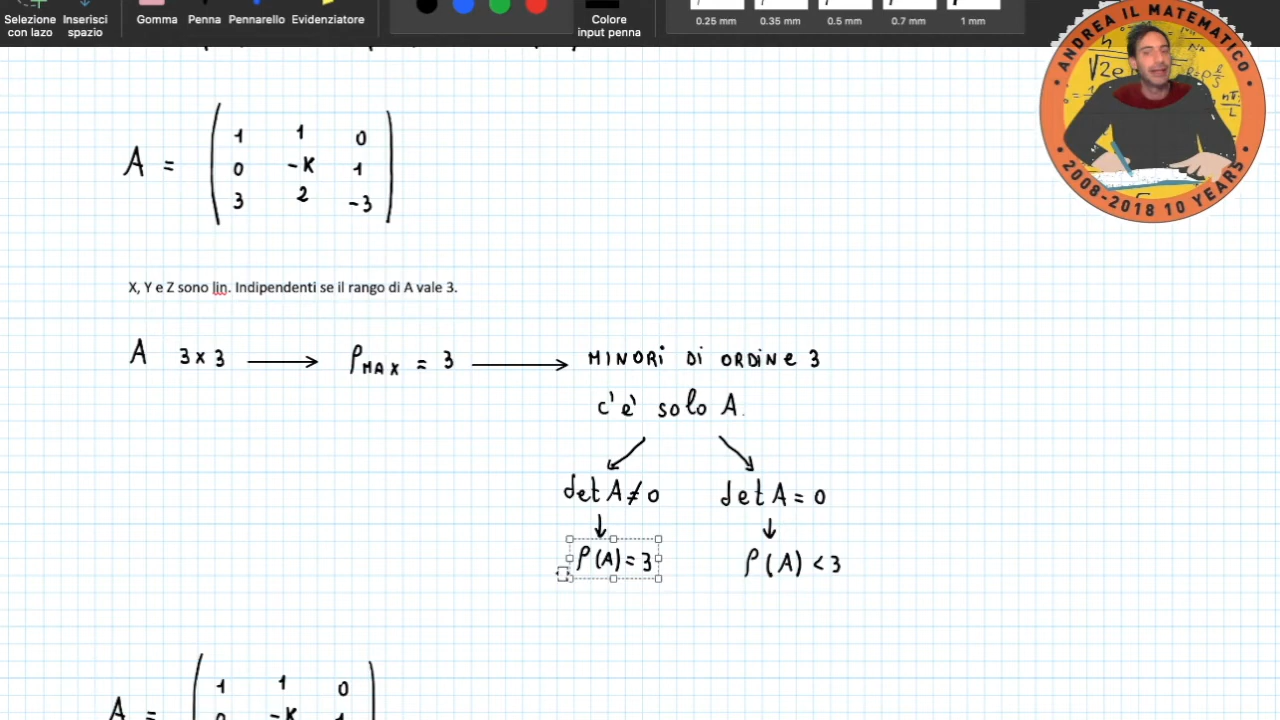 Selezione con lazo
Inserisci spazio
Gomma
Penna
Pennarello
Evidenziatore
Colore input penna
0.25 mm
0.35 mm
0.5 mm
0.7 mm
1 mm
ANDREA IL MATEMATICO
2008-2018 10 YEARS
A = ( 1 1 0
0 -K 1
3 2 -3 )
X, Y e Z sono lin. Indipendenti se il rango di A vale 3.
A 3x3 → ρMAX = 3 → MINORI DI ORDINE 3
C'è solo A.
det A ≠ 0 det A = 0
↓ ↓
ρ(A) = 3 ρ(A) < 3
A = ( 1 1 0
0 -K 1